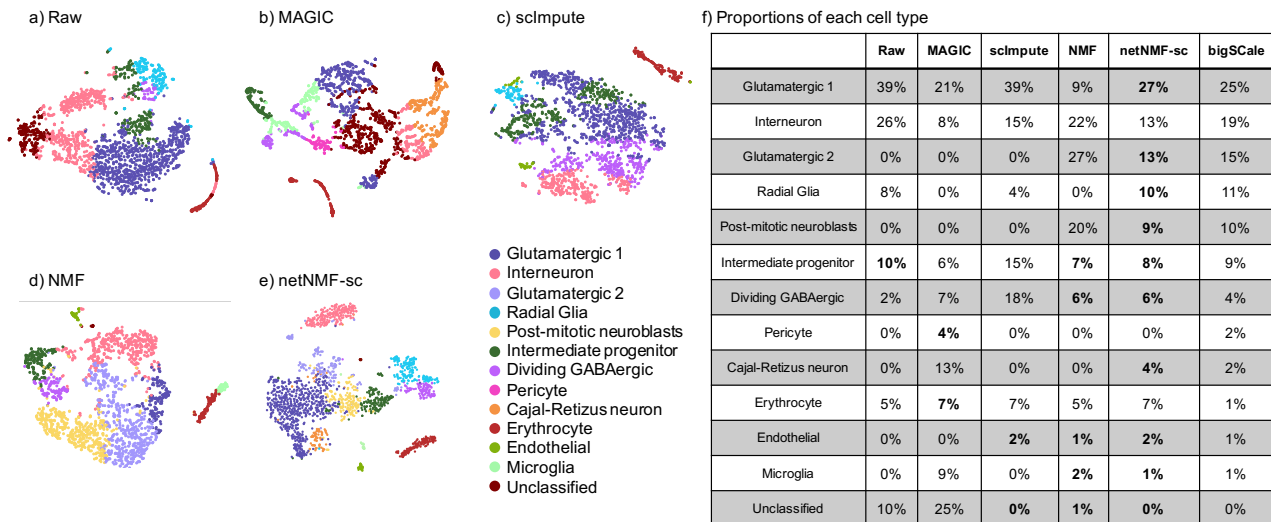 a) Raw
b) MAGIC
c) scImpute
d) NMF
e) netNMF-sc
Glutamatergic 1
Interneuron
Glutamatergic 2
Radial Glia
Post-mitotic neuroblasts
Intermediate progenitor
Dividing GABAergic
Pericyte
Cajal-Retizus neuron
Erythrocyte
Endothelial
Microglia
Unclassified
f) Proportions of each cell type
Raw MAGIC scImpute NMF netNMF-sc bigSCale
Glutamatergic 1 39% 21% 39% 9% 27% 25%
Interneuron 26% 8% 15% 22% 13% 19%
Glutamatergic 2 0% 0% 0% 27% 13% 15%
Radial Glia 8% 0% 4% 0% 10% 11%
Post-mitotic neuroblasts 0% 0% 0% 20% 9% 10%
Intermediate progenitor 10% 6% 15% 7% 8% 9%
Dividing GABAergic 2% 7% 18% 6% 6% 4%
Pericyte 0% 4% 0% 0% 0% 2%
Cajal-Retizus neuron 0% 13% 0% 0% 4% 2%
Erythrocyte 5% 7% 7% 5% 7% 1%
Endothelial 0% 0% 2% 1% 2% 1%
Microglia 0% 9% 0% 2% 1% 1%
Unclassified 10% 25% 0% 1% 0% 0%